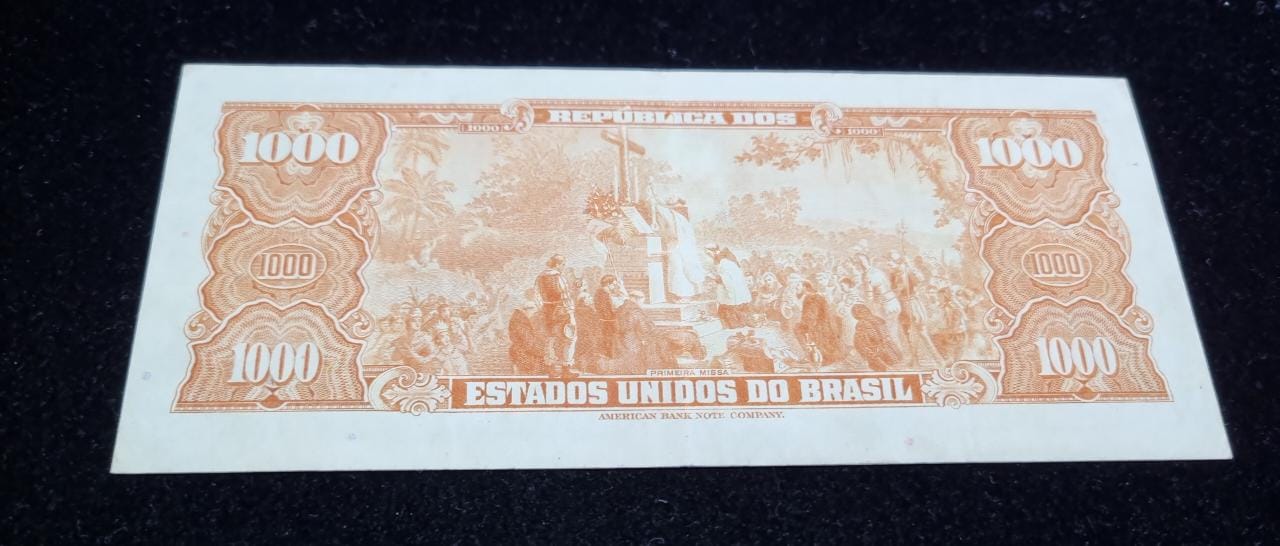 REPÚBLICA DOS
1000 1000
1000 1000
1000 1000
1000 1000
PRIMEIRA MISSA
ESTADOS UNIDOS DO BRASIL
AMERICAN BANK NOTE COMPANY.